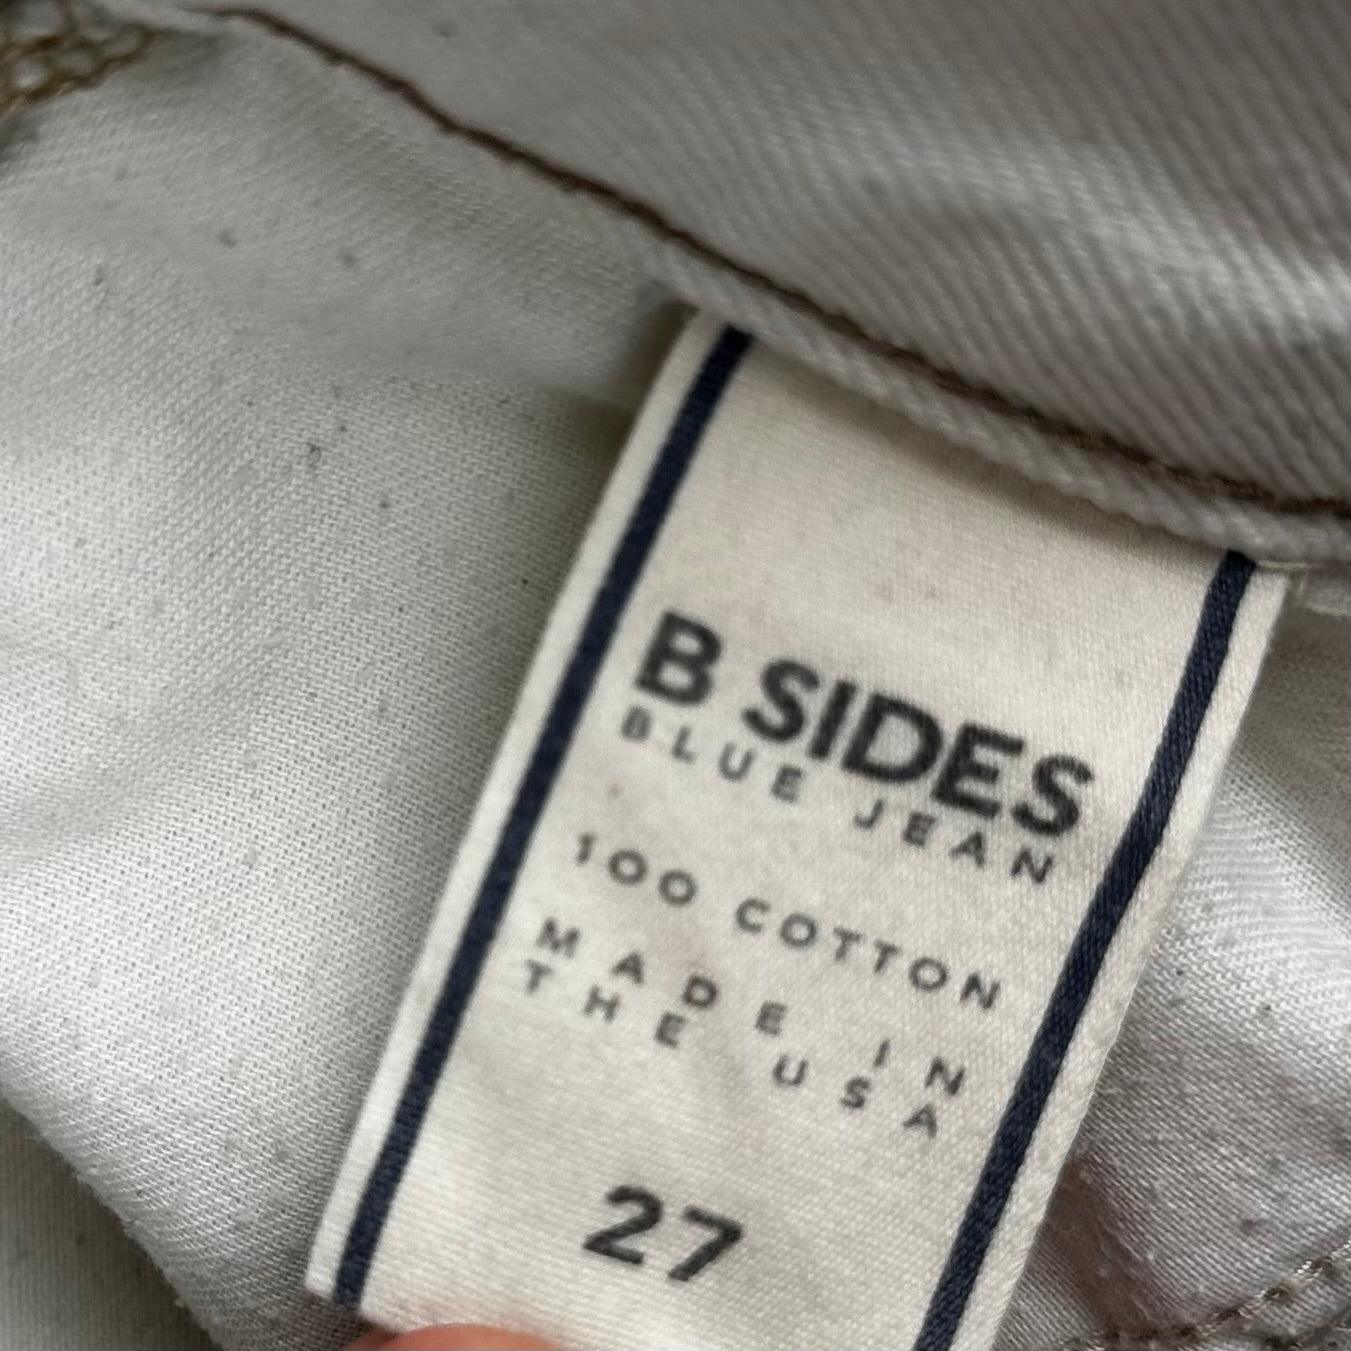 B SIDES
BLUE JEAN
100 COTTON
MADE IN
THE USA
27